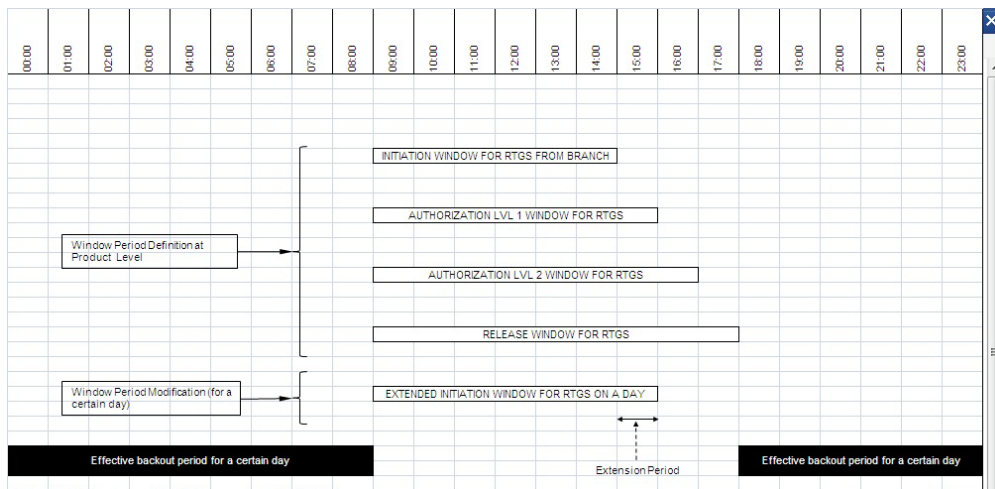 00:00 01:00 02:00 03:00 04:00 05:00 06:00 07:00 08:00 09:00 10:00 11:00 12:00 13:00 14:00 15:00 16:00 17:00 18:00 19:00 20:00 21:00 22:00 23:00
INITIATION WINDOW FOR RTGS FROM BRANCH
AUTHORIZATION LVL 1 WINDOW FOR RTGS
Window Period Definition at
Product Level
AUTHORIZATION LVL 2 WINDOW FOR RTGS
RELEASE WINDOW FOR RTGS
Window Period Modification (for a
certain day)
EXTENDED INITIATION WINDOW FOR RTGS ON A DAY
Effective backout period for a certain day
Extension Period
Effective backout period for a certain day